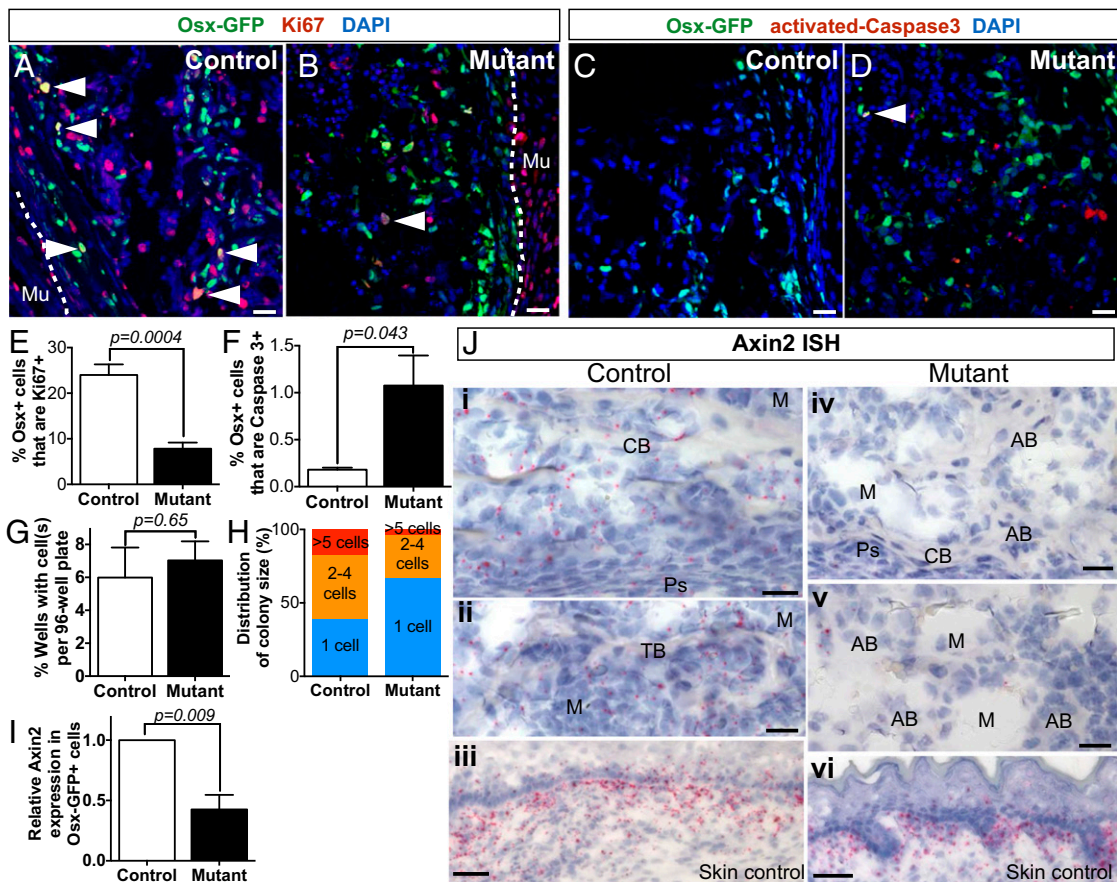 Osx-GFP Ki67 DAPI
Osx-GFP activated-Caspase3 DAPI
A
Control
Mu
B
Mutant
Mu
C
Control
D
Mutant
E
% Osx+ cells
that are Ki67+
40
20
10
0
p=0.0004
Control
Mutant
F
% Osx+ cells
that are Caspase 3+
1.5
1.0
0.5
0.0
p=0.043
Control
Mutant
G
% Wells with cell(s)
per 96-well plate
8
6
4
2
0
p=0.65
Control
Mutant
H
Distribution
of colony size (%)
100
50
0
>5 cells
2-4
cells
1 cell
>5 cells
2-4
cells
1 cell
Control
Mutant
I
Relative Axin2
expression in
Osx-GFP+ cells
1.0
0.5
0.0
p=0.009
Control
Mutant
J
Axin2 ISH
Control
Mutant
i
M
CB
Ps
ii
M
TB
M
iii
Skin control
iv
AB
M
AB
Ps
CB
v
AB
M
AB
M
AB
vi
Skin control